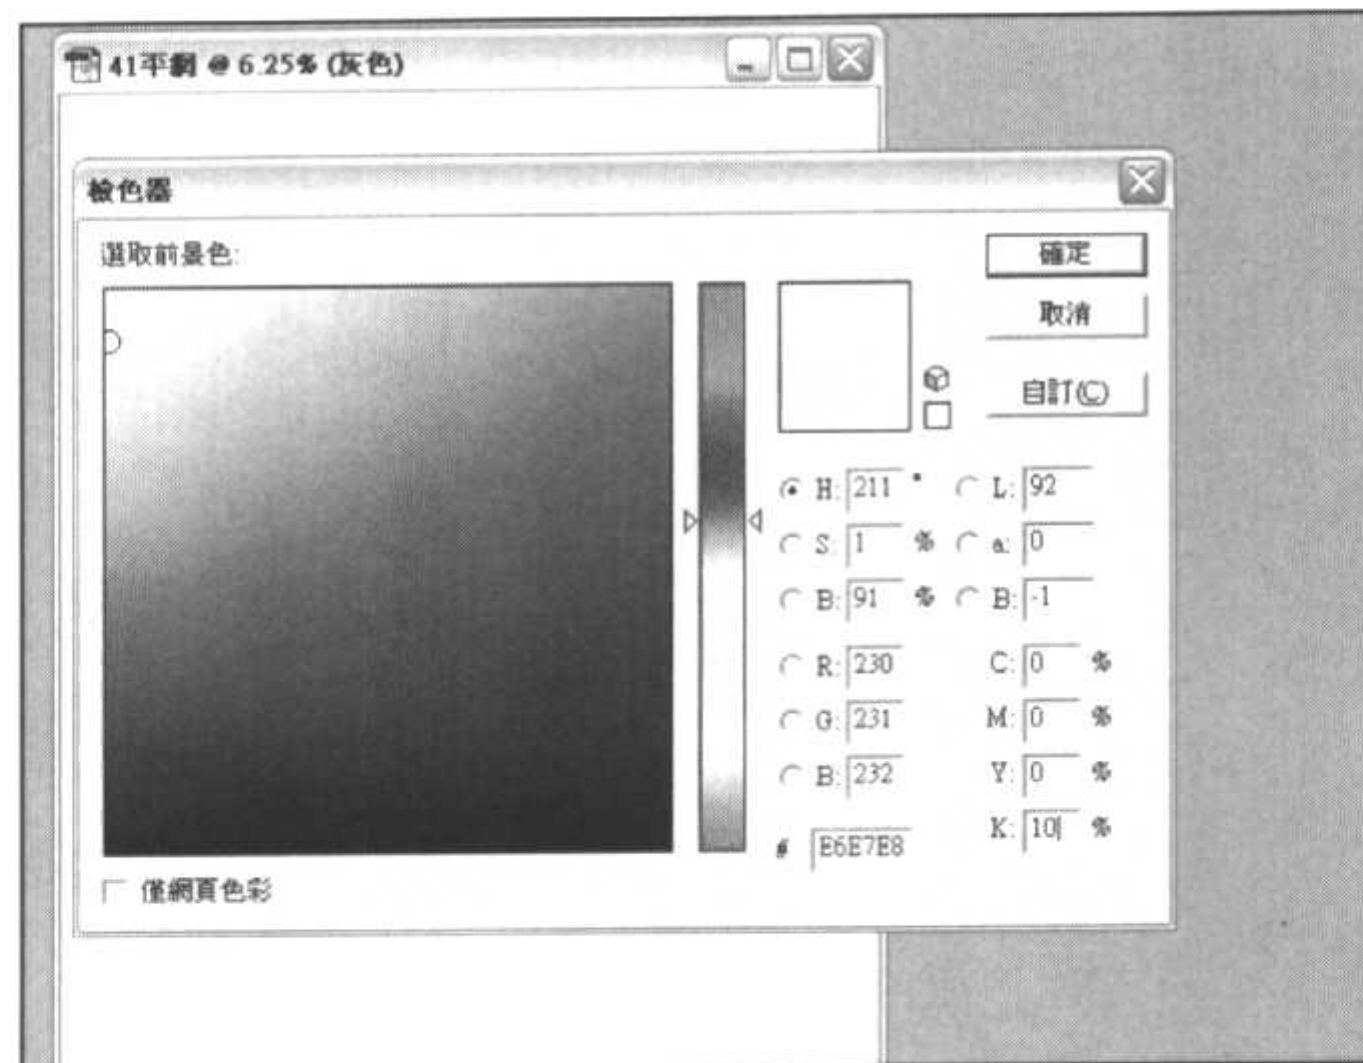 41平網 @ 6.25% (灰色)
檢色器
選取前景色:
確定
取消
自訂(C)
H: 211 ° L: 92
S: 1 % a: 0
B: 91 % B: -1
R: 230 C: 0 %
G: 231 M: 0 %
B: 232 Y: 0 %
# E6E7E8 K: 10 %
僅網頁色彩